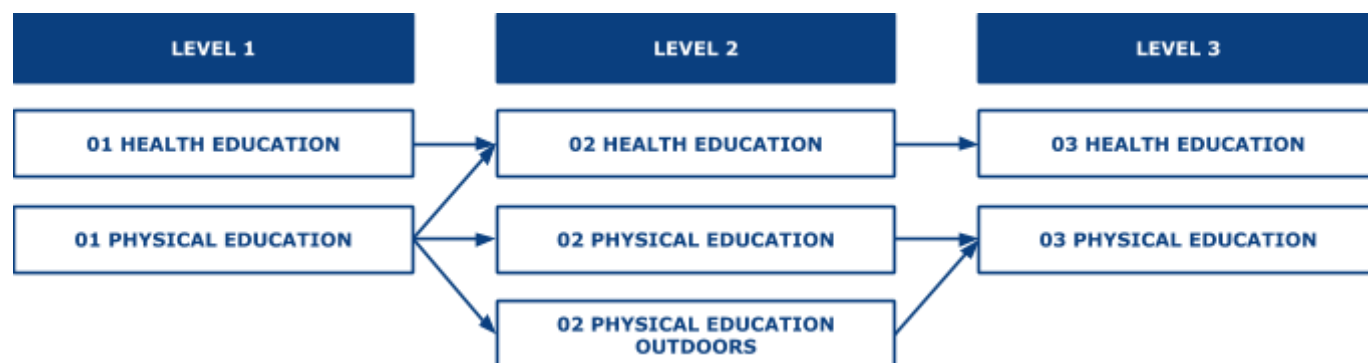 LEVEL 1
LEVEL 2
LEVEL 3
01 HEALTH EDUCATION
02 HEALTH EDUCATION
03 HEALTH EDUCATION
01 PHYSICAL EDUCATION
02 PHYSICAL EDUCATION
03 PHYSICAL EDUCATION
02 PHYSICAL EDUCATION
OUTDOORS